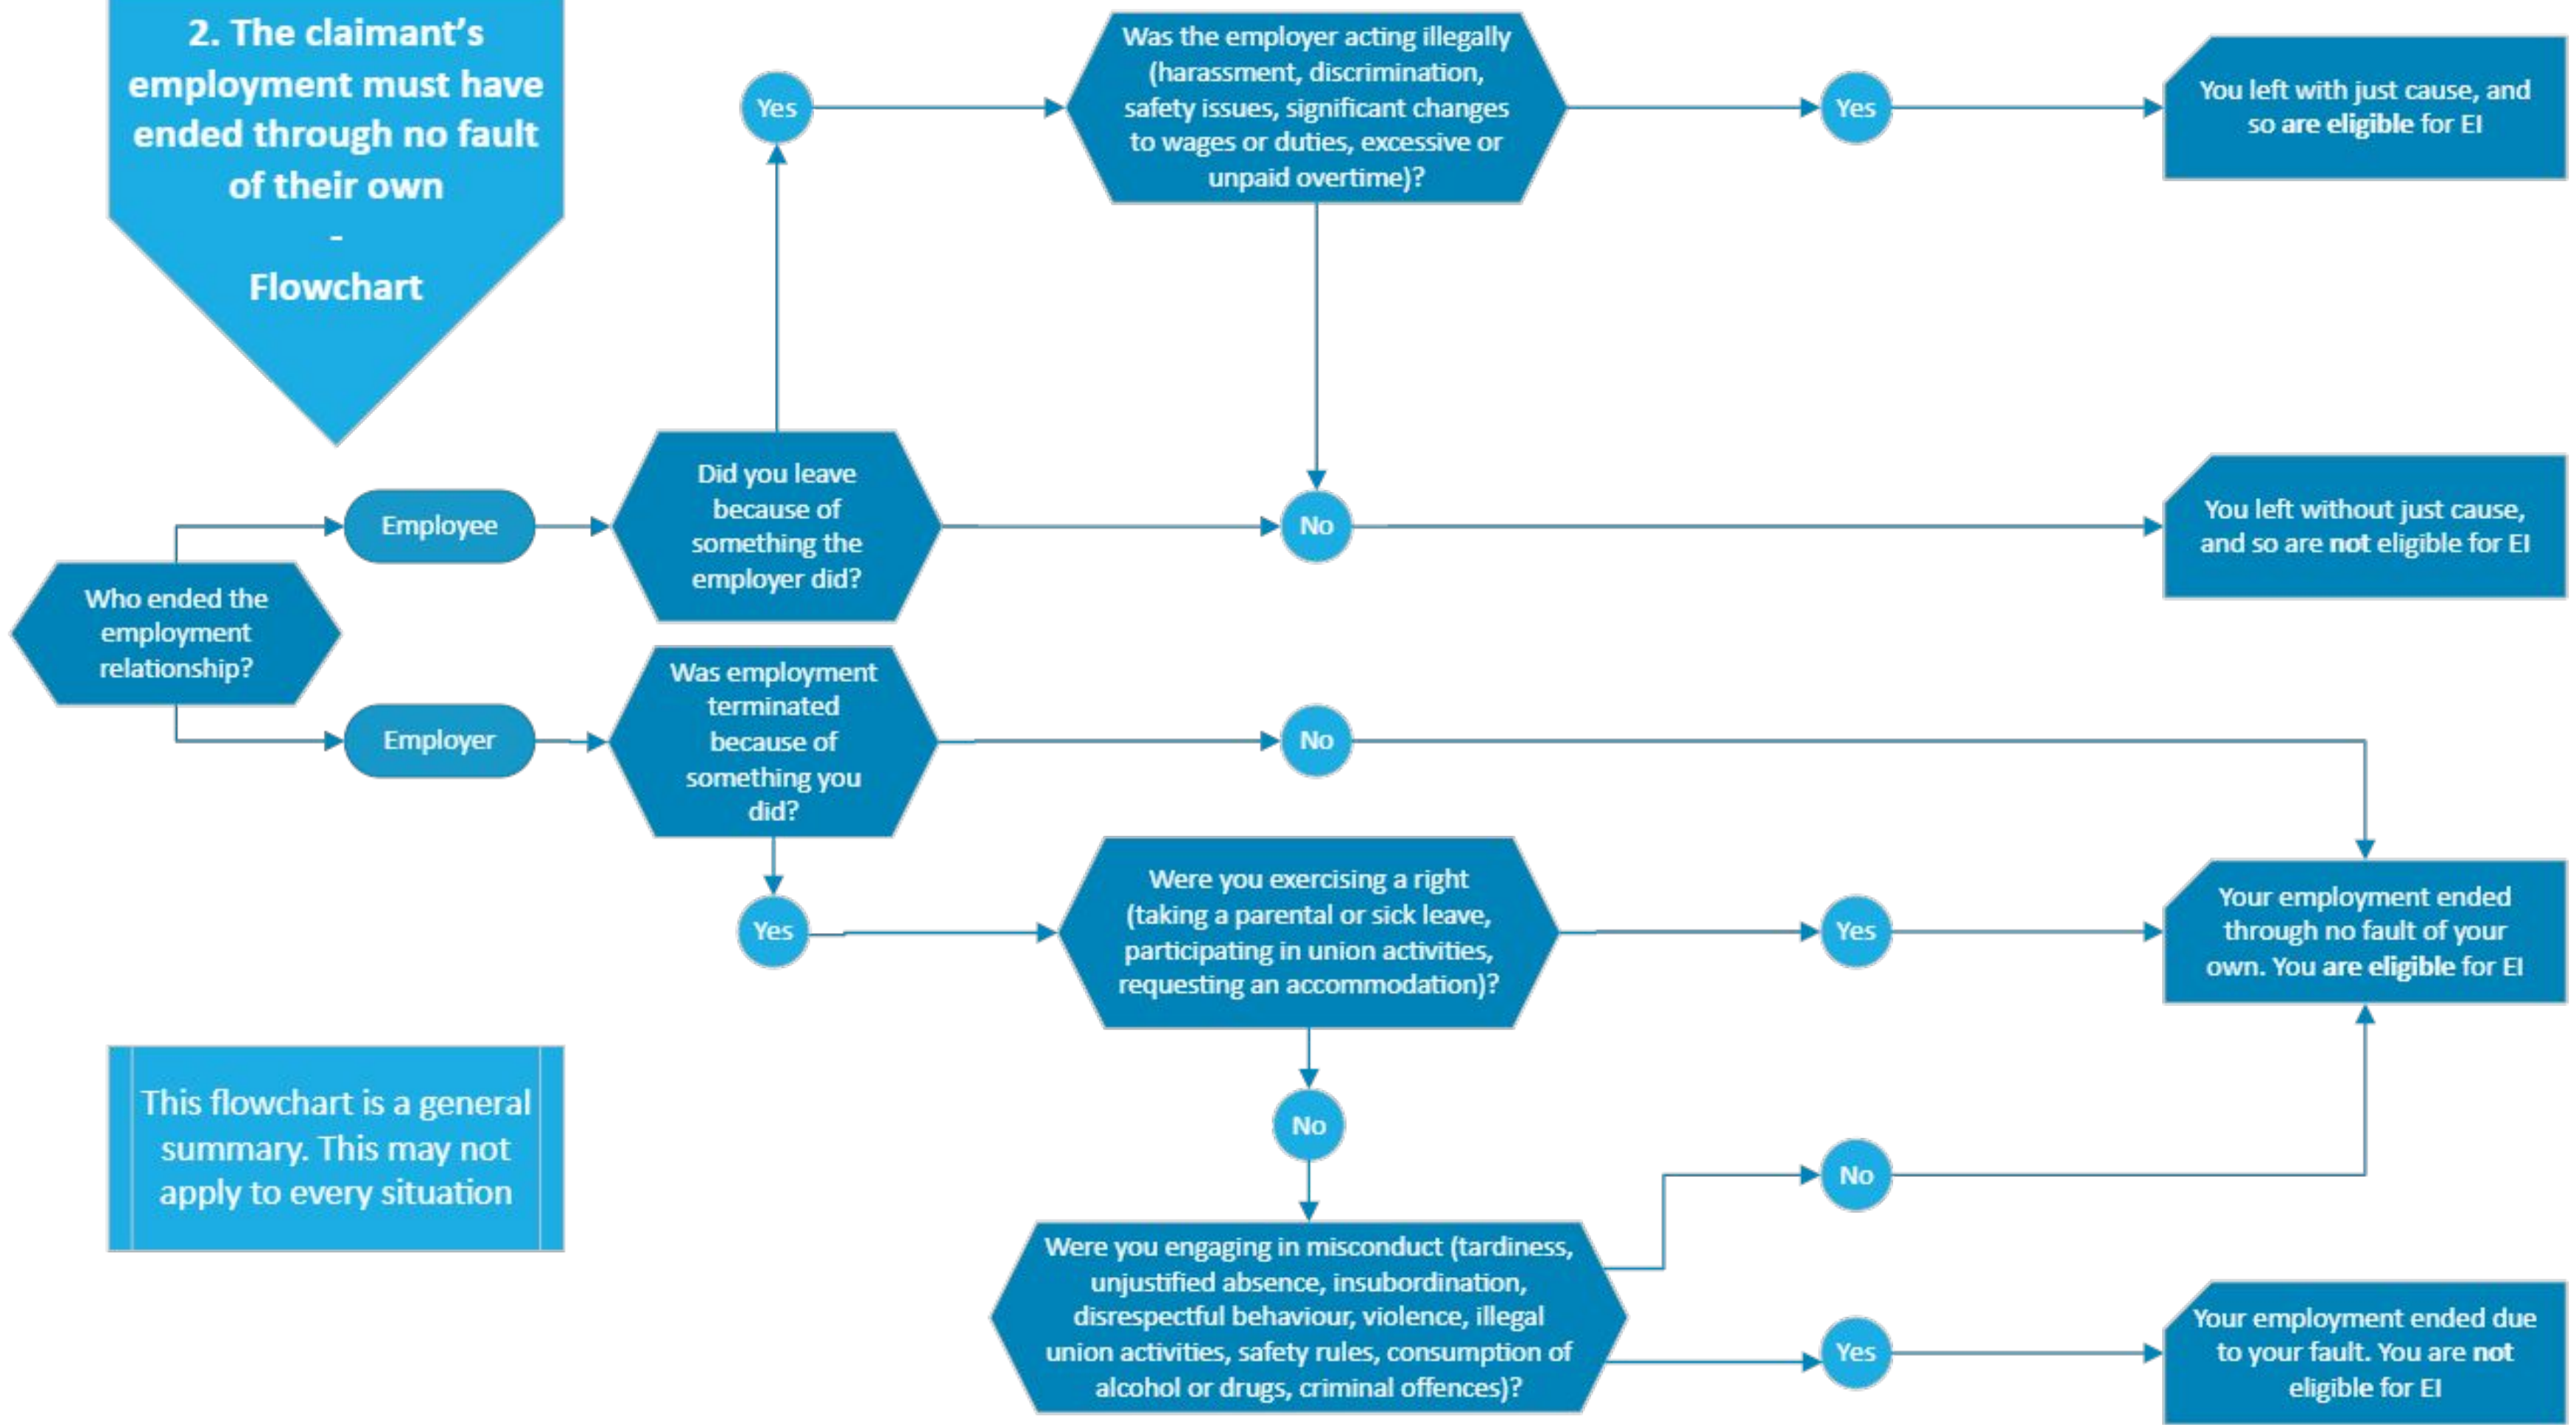 2. The claimant's
employment must have
ended through no fault
of their own
-
Flowchart
Yes
Was the employer acting illegally
(harassment, discrimination,
safety issues, significant changes
to wages or duties, excessive or
unpaid overtime)?
Yes
You left with just cause, and
so are eligible for EI
Who ended the
employment
relationship?
Employee
Did you leave
because of
something the
employer did?
No
You left without just cause,
and so are not eligible for EI
Employer
Was employment
terminated
because of
something you
did?
No
Yes
Were you exercising a right
(taking a parental or sick leave,
participating in union activities,
requesting an accommodation)?
Yes
Your employment ended
through no fault of your
own. You are eligible for EI
No
No
Were you engaging in misconduct (tardiness,
unjustified absence, insubordination,
disrespectful behaviour, violence, illegal
union activities, safety rules, consumption of
alcohol or drugs, criminal offences)?
Yes
Your employment ended due
to your fault. You are not
eligible for EI
This flowchart is a general
summary. This may not
apply to every situation